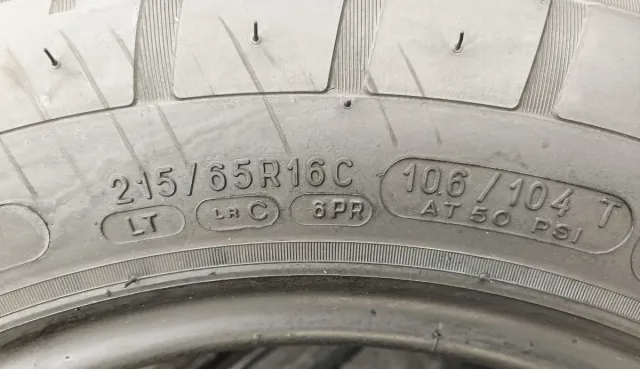 215/65R16C
LT LR C 6PR
106/104 T
AT 50 PSI